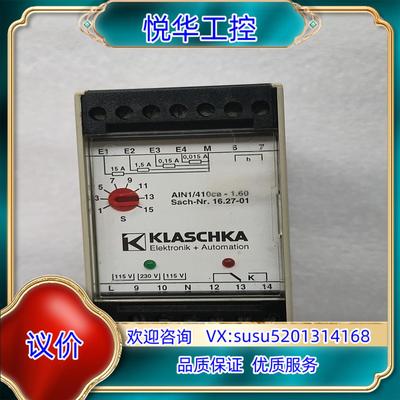 悦华工控
E1 E2 E3 E4 M 6 7
15 A 1,5 A 0,15 A 0,015 A h
5 7 9 11 13 15
3
1
S
AIN1/410ca - 1.60
Sach-Nr. 16.27-01
KLASCHKA
Elektronik + Automation
115 V 230 V 115 V K
L 9 10 N 12 13 14
议价
欢迎咨询 VX:susu5201314168
品质保证 优质服务